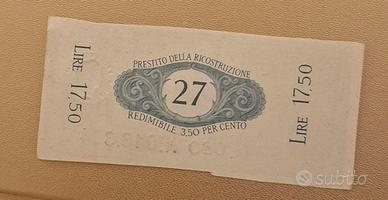 LIRE 17,50
PRESTITO DELLA RICOSTRUZIONE
27
REDIMIBILE 3,50 PER CENTO
LIRE 17,50
subito